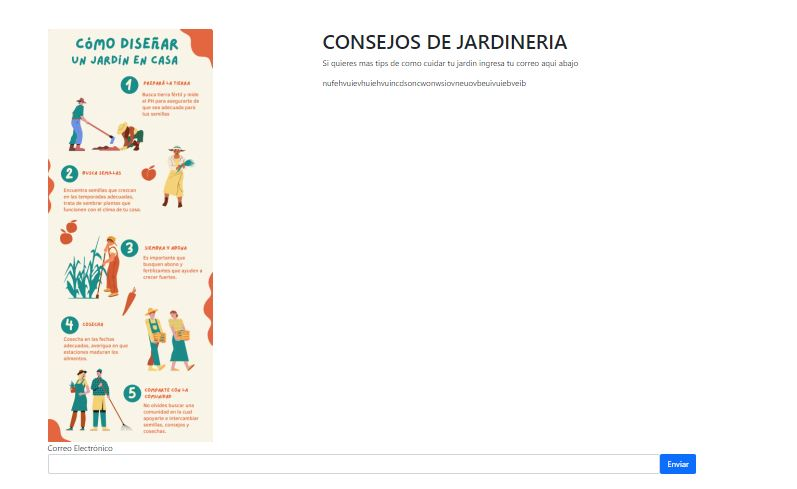 CÓMO DISEÑAR
UN JARDÍN EN CASA
1 PREPARÁ LA TIERRA
Busca tierra fértil y mide
el PH para asegurarte de
que sea adecuada para
tus semillas
2 BUSCA SEMILLAS
Encuentra semillas que crezcan
en las temporadas adecuadas,
trata de sembrar plantas que
funcionen con el clima de tu casa.
3 SIEMBRA Y ABONA
Es importante que
busquen abono y
fertilizantes que ayuden a
crecer fuertes.
4 COSECHA
Cosecha en las fechas
adecuadas, averigua en que
estaciones maduran los
alimentos.
5 COMPARTE CON LA
COMUNIDAD
No olvides buscar una
comunidad en la cual
apoyarte e intercambiar
semillas, consejos y
cosechas.
CONSEJOS DE JARDINERIA
Si quieres mas tips de como cuidar tu jardin ingresa tu correo aqui abajo
nufehvuievhuiehvuincdsoncwonwsiovneuovbeuivuiebveib
Correo Electrónico
Enviar